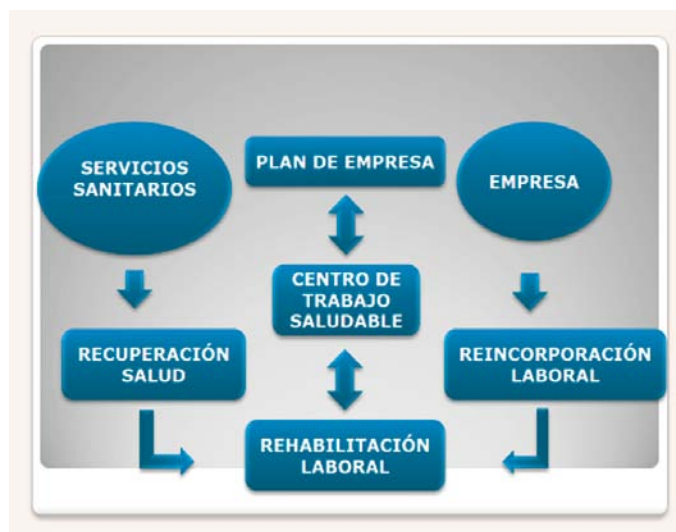 SERVICIOS
SANITARIOS
PLAN DE EMPRESA
EMPRESA
CENTRO DE
TRABAJO
SALUDABLE
RECUPERACIÓN
SALUD
REINCORPORACIÓN
LABORAL
REHABILITACIÓN
LABORAL